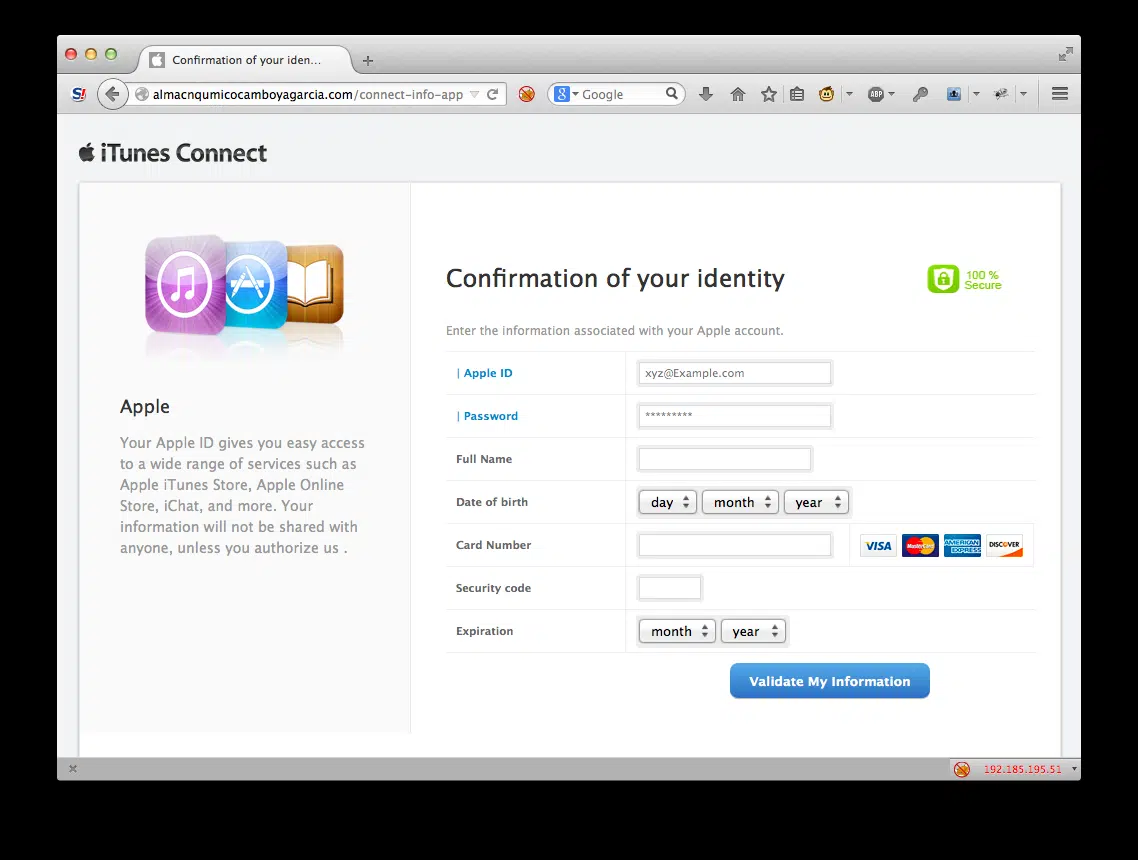 Confirmation of your iden...
S!
almacnqumicocamboyagarcia.com/connect-info-app
8
Google
ABP
iTunes Connect
Confirmation of your identity
100 %
Secure
Enter the information associated with your Apple account.
| Apple ID
xyz@Example.com
| Password
*********
Apple
Your Apple ID gives you easy access
to a wide range of services such as
Apple iTunes Store, Apple Online
Store, iChat, and more. Your
information will not be shared with
anyone, unless you authorize us .
Full Name
Date of birth
day month year
Card Number
VISA MasterCard AMERICAN EXPRESS DISCOVER
Security code
Expiration
month year
Validate My Information
192.185.195.51